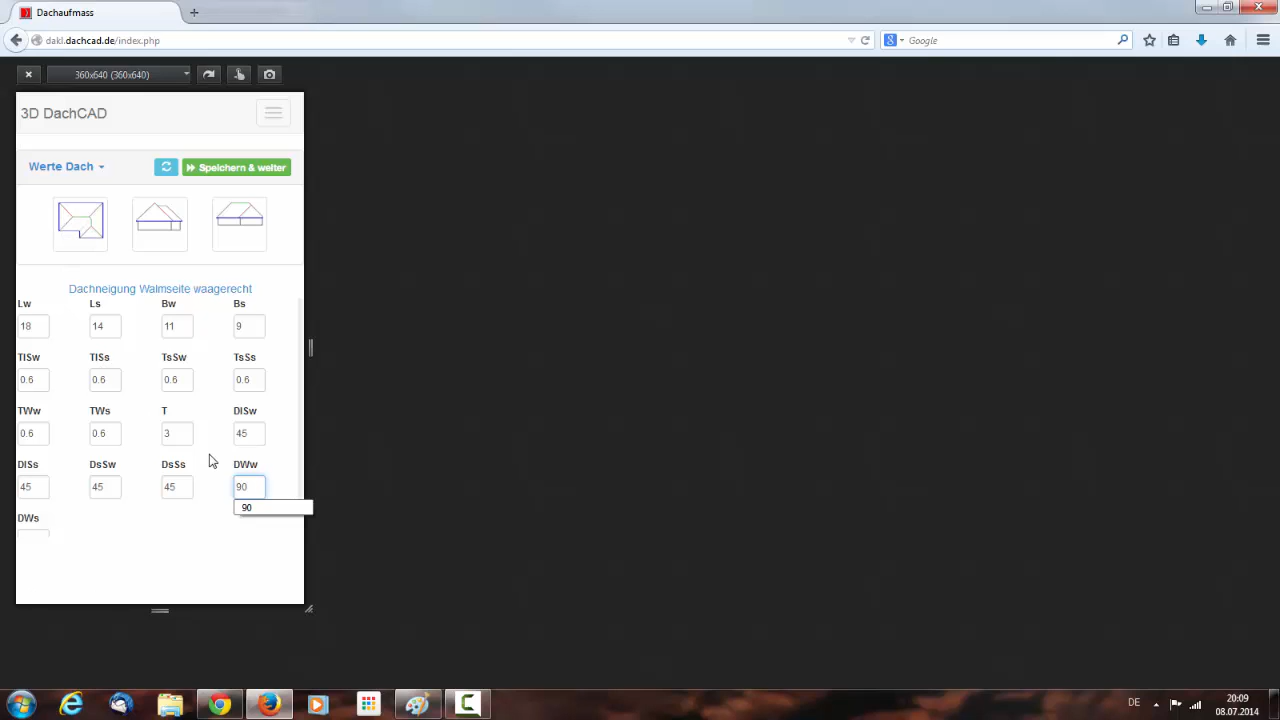 Dachaufmass
dakl.dachcad.de/index.php
Google
360x640 (360x640)
3D DachCAD
Werte Dach
Speichern & weiter
Dachneigung Walmseite waagerecht
Lw Ls Bw Bs
18 14 11 9
TlSw TlSs TsSw TsSs
0.6 0.6 0.6 0.6
TWw TWs T DlSw
0.6 0.6 3 45
DlSs DsSw DsSs DWw
45 45 45 90
90
DWs
DE
20:09
08.07.2014